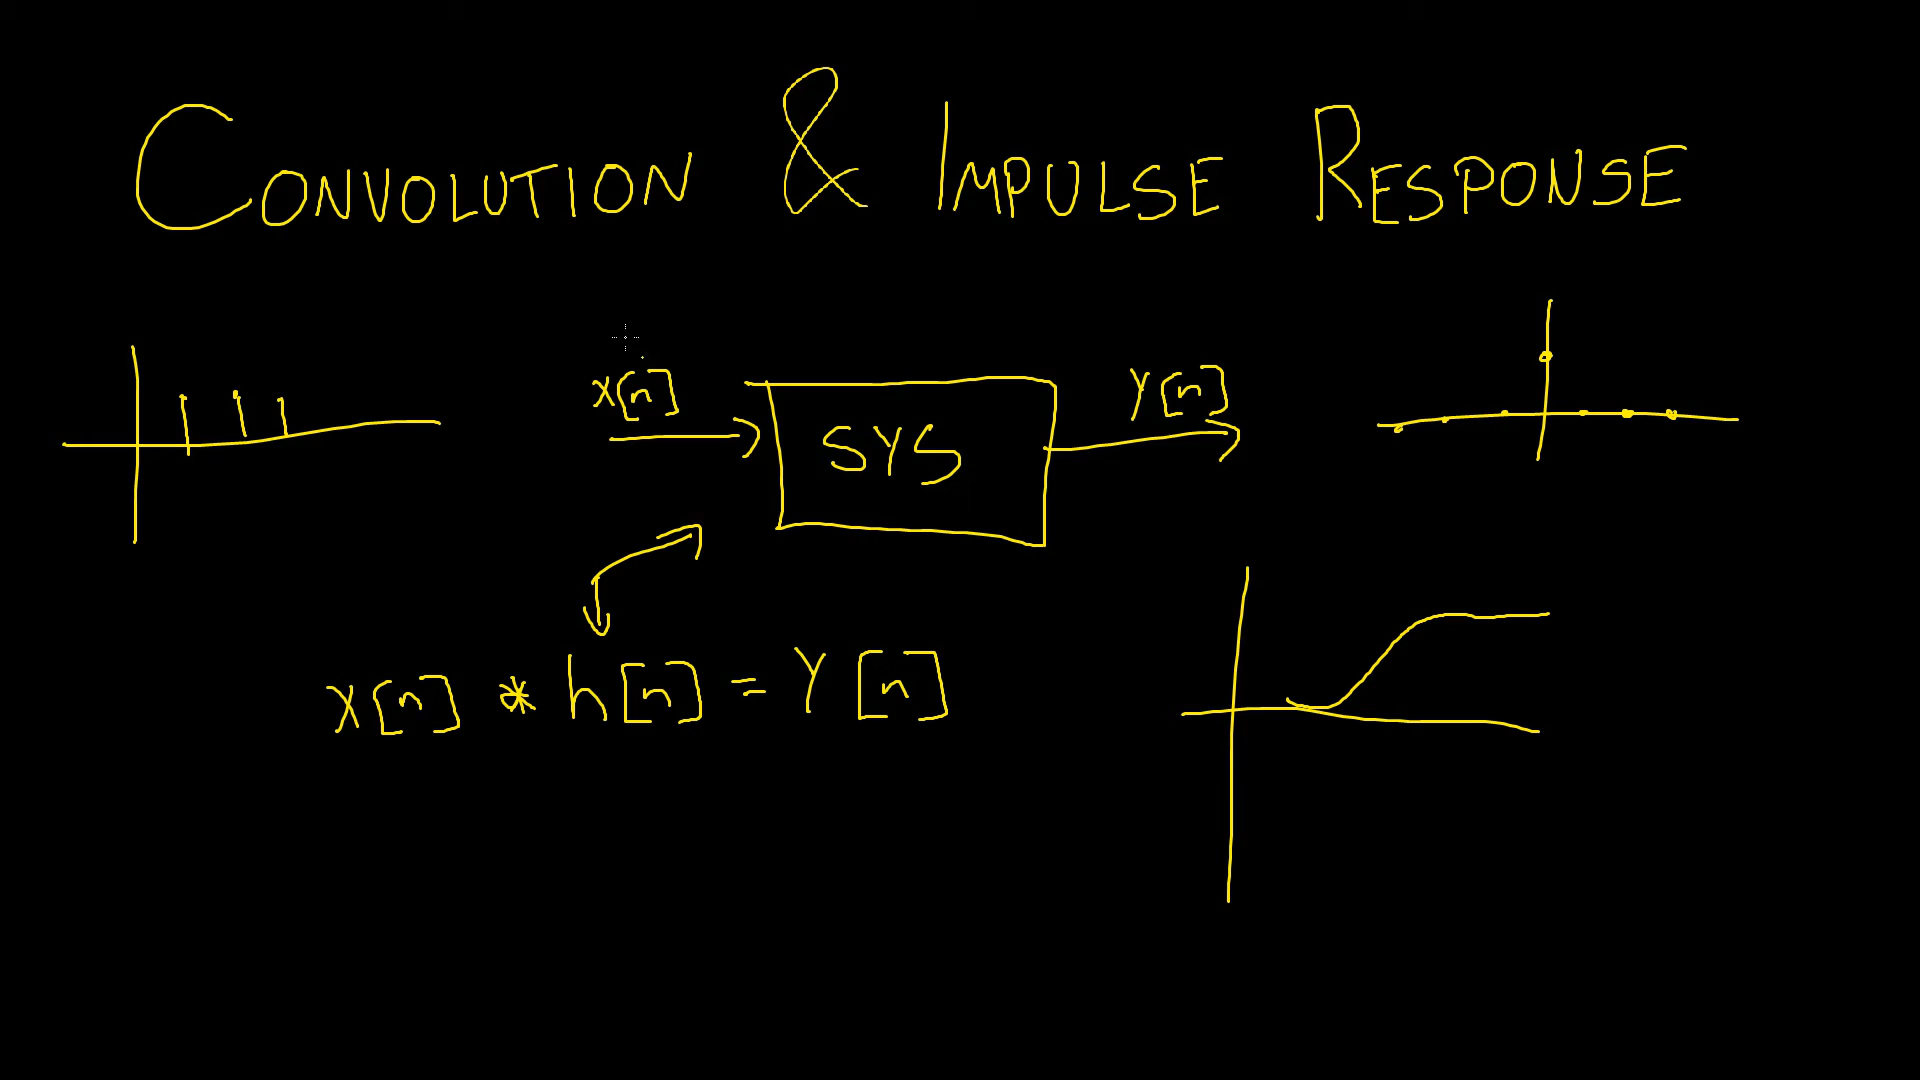 CONVOLUTION & IMPULSE RESPONSE
x[n]
SYS
Y[n]
x[n] * h[n] = Y[n]